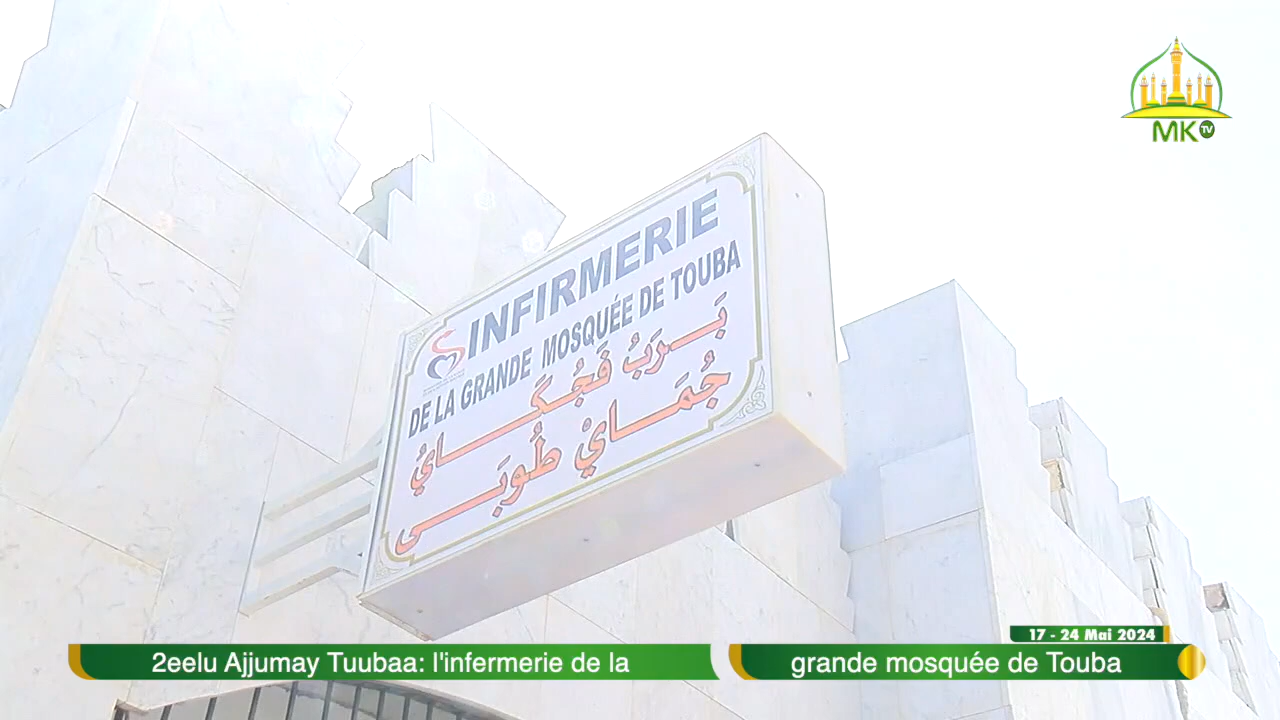 MK TV
INFIRMERIE
DE LA GRANDE MOSQUÉE DE TOUBA
بَرَبُ فَجُكَايُ
جُمَايْ طُوبَى
17 - 24 Mai 2024
2eelu Ajjumay Tuubaa: l'infermerie de la
grande mosquée de Touba